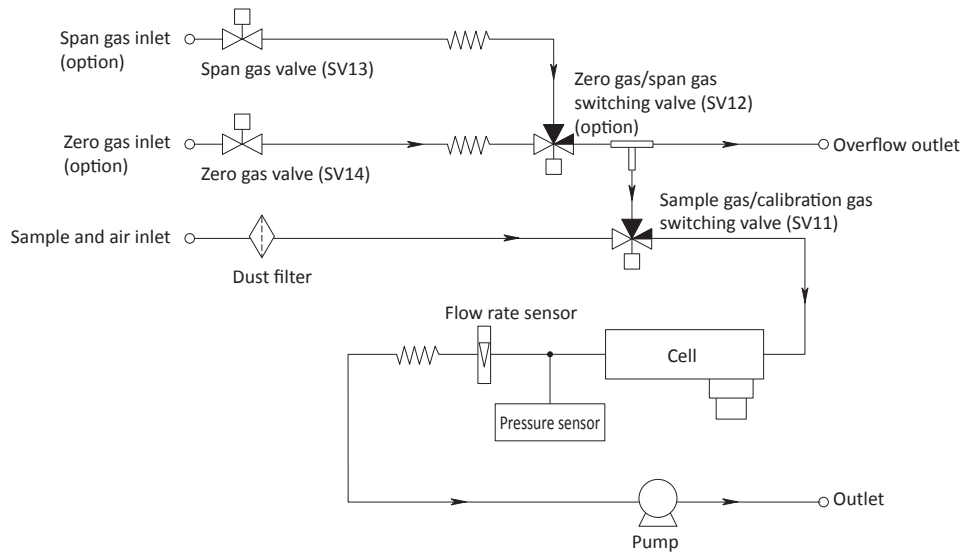 Span gas inlet
(option)
Span gas valve (SV13)
Zero gas/span gas
switching valve (SV12)
(option)
Zero gas inlet
(option)
Zero gas valve (SV14)
Overflow outlet
Sample gas/calibration gas
switching valve (SV11)
Sample and air inlet
Dust filter
Flow rate sensor
Cell
Pressure sensor
Outlet
Pump